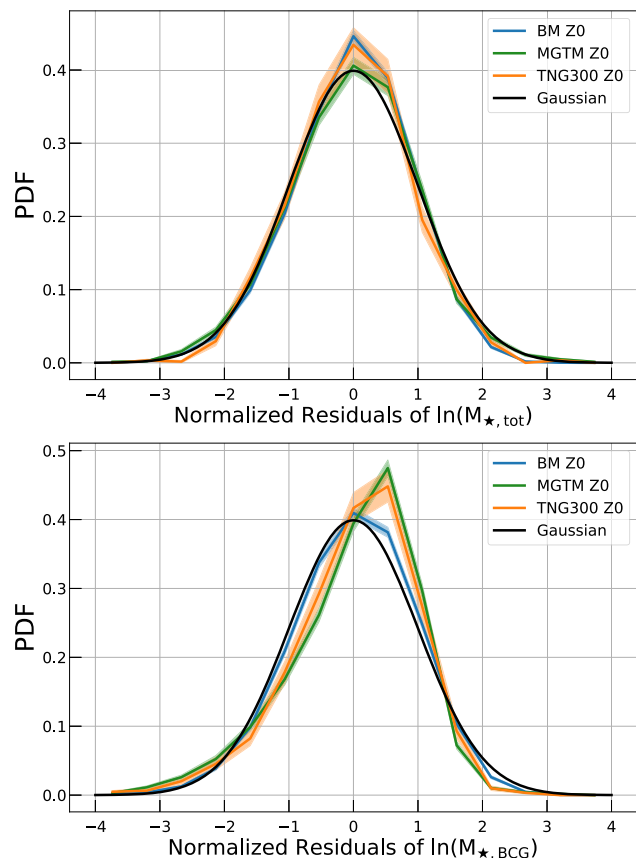 BM Z0
MGTM Z0
TNG300 Z0
Gaussian
0.4
0.3
0.2
0.1
0.0
PDF
−4 −3 −2 −1 0 1 2 3 4
Normalized Residuals of ln(M★,tot)
BM Z0
MGTM Z0
TNG300 Z0
Gaussian
0.5
0.4
0.3
0.2
0.1
0.0
PDF
−4 −3 −2 −1 0 1 2 3 4
Normalized Residuals of ln(M★,BCG)